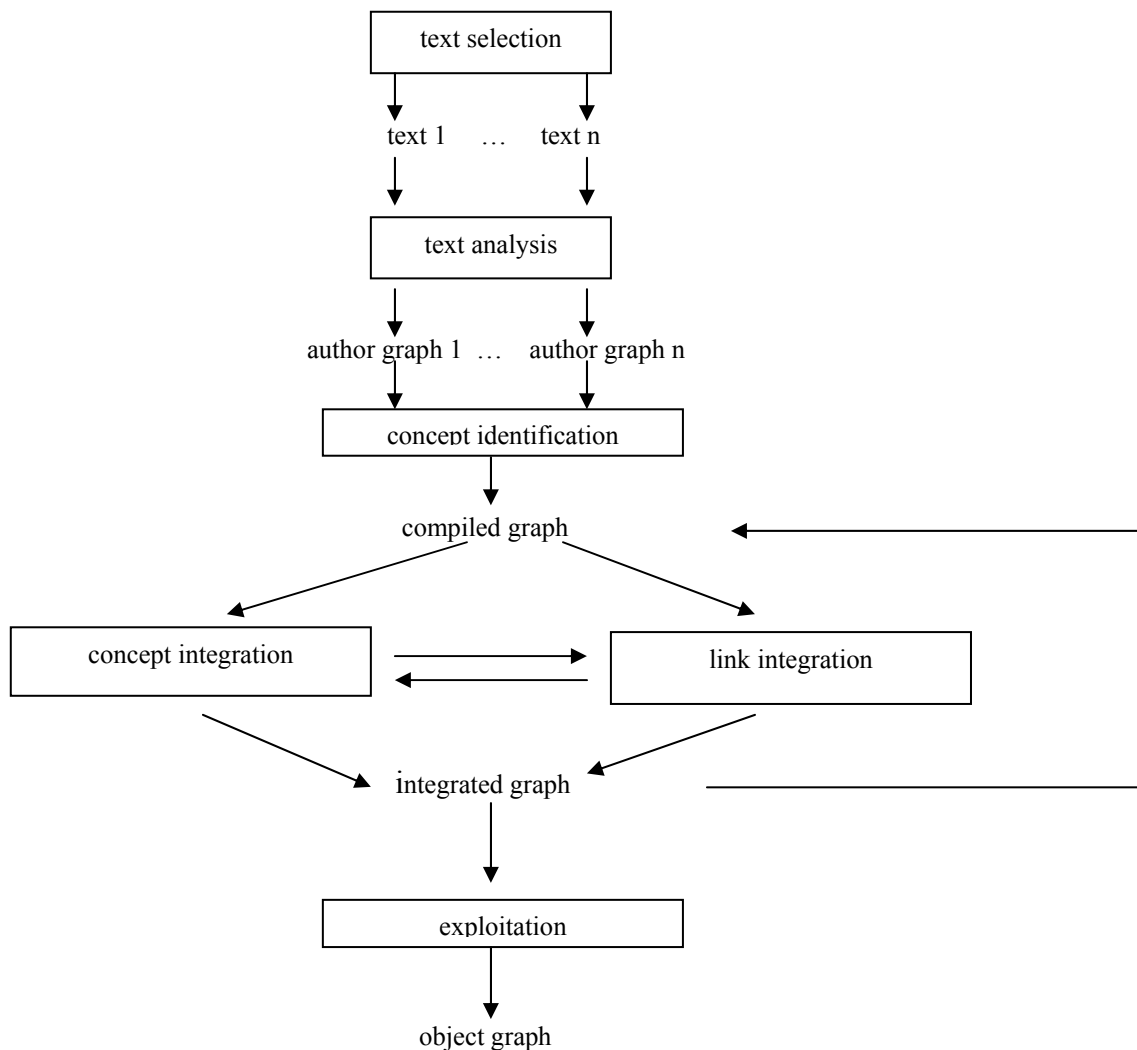 text selection
text 1 … text n
text analysis
author graph 1 … author graph n
concept identification
compiled graph
concept integration
link integration
integrated graph
exploitation
object graph